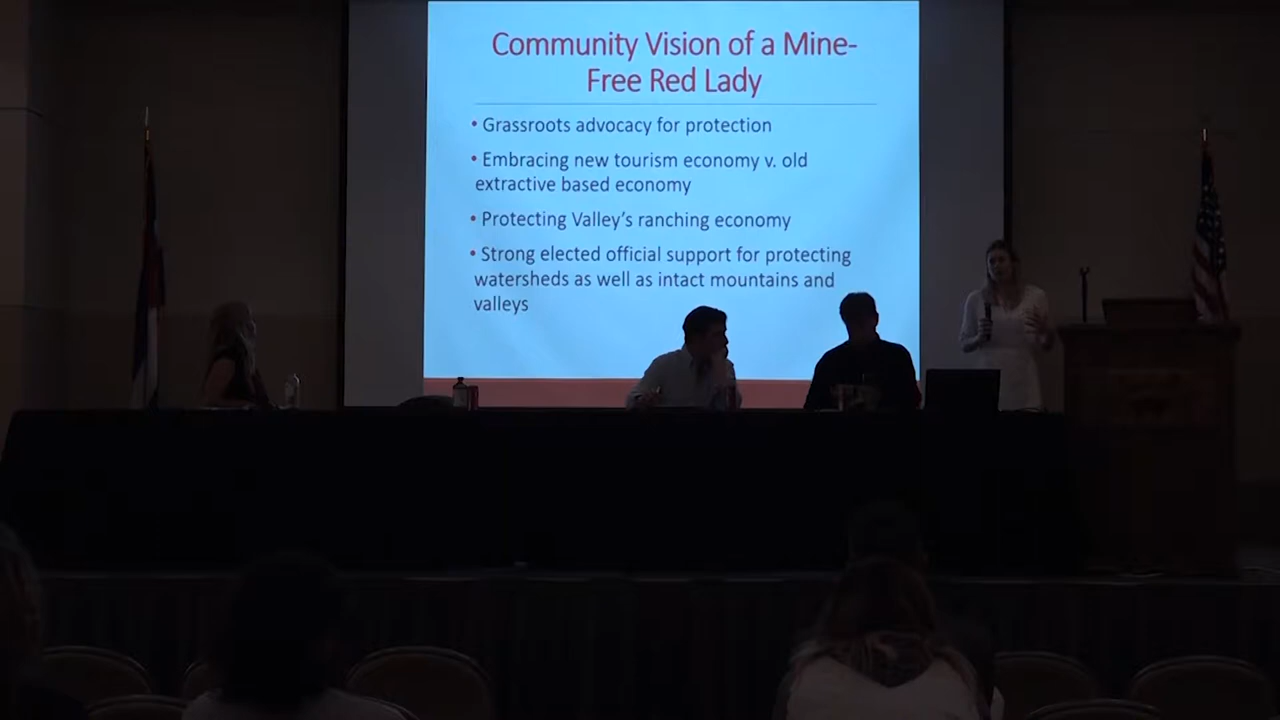 Community Vision of a Mine-
Free Red Lady
• Grassroots advocacy for protection
• Embracing new tourism economy v. old
extractive based economy
• Protecting Valley's ranching economy
• Strong elected official support for protecting
watersheds as well as intact mountains and
valleys